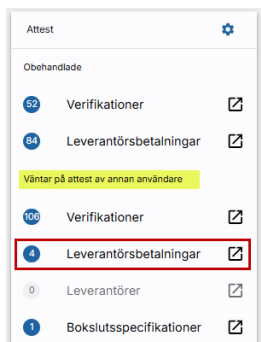 Attest
Obehandlade
52 Verifikationer
84 Leverantörsbetalningar
Väntar på attest av annan användare
106 Verifikationer
4 Leverantörsbetalningar
0 Leverantörer
1 Bokslutsspecifikationer